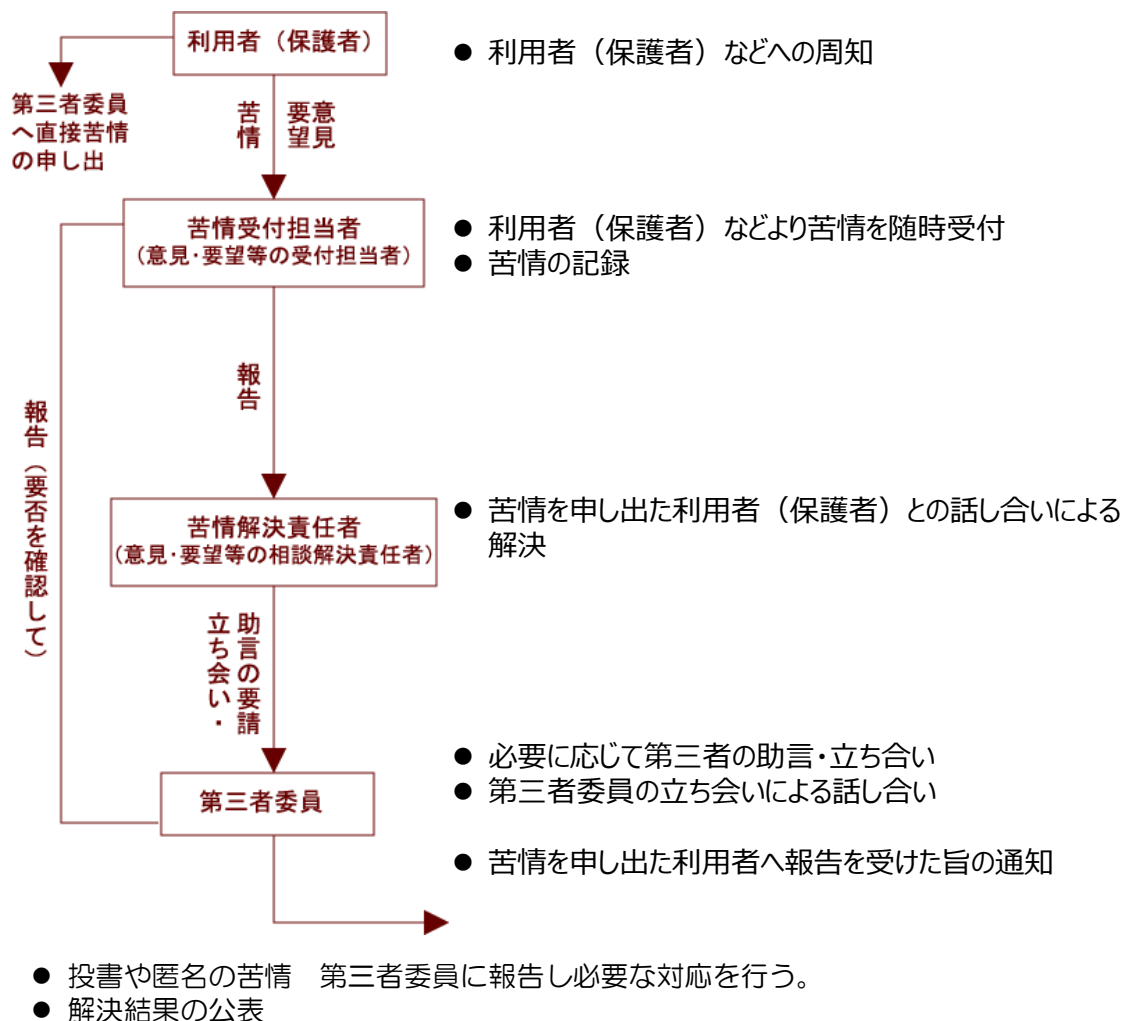 利用者（保護者）
● 利用者（保護者）などへの周知
第三者委員
へ直接苦情
の申し出
苦情
意見
要望
苦情受付担当者
（意見・要望等の受付担当者）
● 利用者（保護者）などより苦情を随時受付
● 苦情の記録
報告
報告（要否を確認して）
苦情解決責任者
（意見・要望等の相談解決責任者）
● 苦情を申し出た利用者（保護者）との話し合いによる
解決
助言の要請
立ち会い・
第三者委員
● 必要に応じて第三者の助言・立ち合い
● 第三者委員の立ち会いによる話し合い
● 苦情を申し出た利用者へ報告を受けた旨の通知
● 投書や匿名の苦情　第三者委員に報告し必要な対応を行う。
● 解決結果の公表